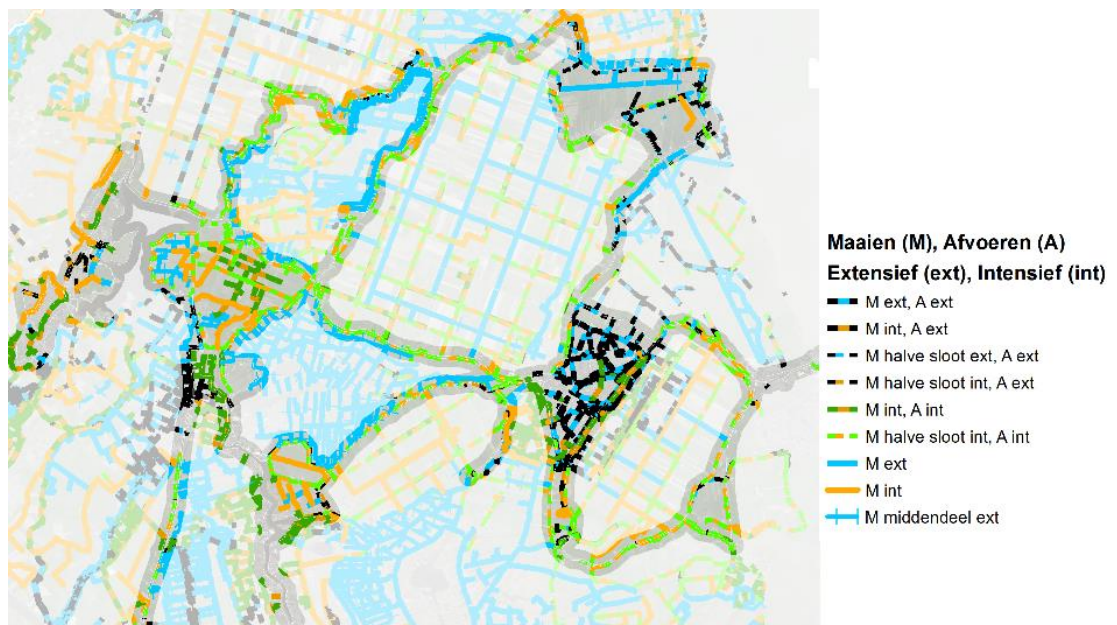 Maaien (M), Afvoeren (A)
Extensief (ext), Intensief (int)
M ext, A ext
M int, A ext
M halve sloot ext, A ext
M halve sloot int, A ext
M int, A int
M halve sloot int, A int
M ext
M int
M middendeel ext